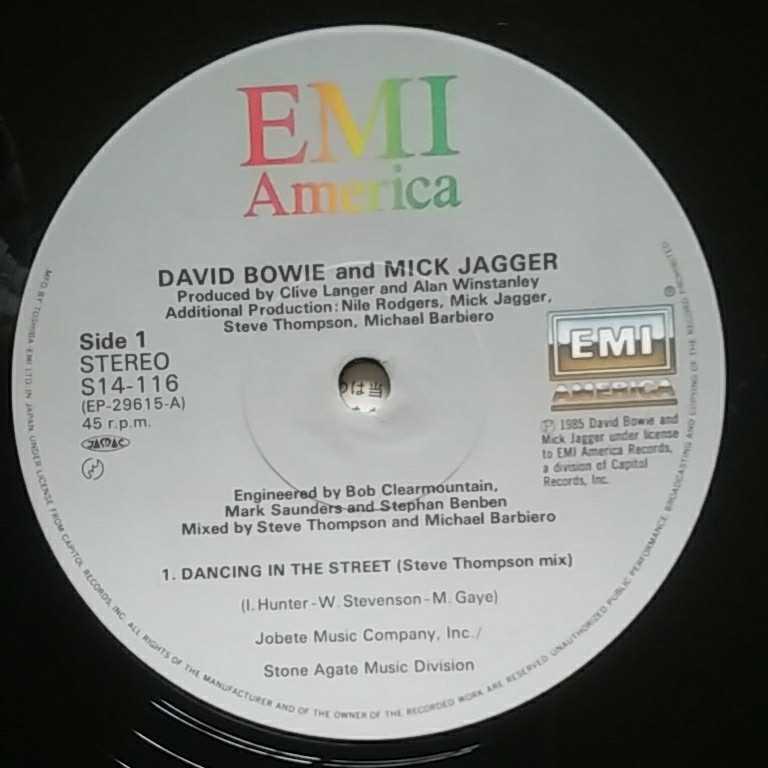 EMI
America
DAVID BOWIE and MICK JAGGER
Produced by Clive Langer and Alan Winstanley
Additional Production: Nile Rodgers, Mick Jagger,
Steve Thompson, Michael Barbiero
Side 1
STEREO
S14-116
(EP-29615-A)
45 r.p.m.
JASRAC
EMI
AMERICA
Ⓟ 1985 David Bowie and
Mick Jagger under license
to EMI America Records,
a division of Capitol
Records, Inc.
は当
Engineered by Bob Clearmountain,
Mark Saunders and Stephan Benben
Mixed by Steve Thompson and Michael Barbiero
1. DANCING IN THE STREET (Steve Thompson mix)
(I. Hunter-W. Stevenson-M. Gaye)
Jobete Music Company, Inc./
Stone Agate Music Division
MFG. BY TOSHIBA-EMI LTD. IN JAPAN UNDER LICENSE FROM CAPITOL RECORDS, INC. ALL RIGHTS OF THE MANUFACTURER AND OF THE OWNER OF THE RECORDED WORK ARE RESERVED. UNAUTHORIZED PUBLIC PERFORMANCE BROADCASTING AND COPYING OF THE RECORD PROHIBITED